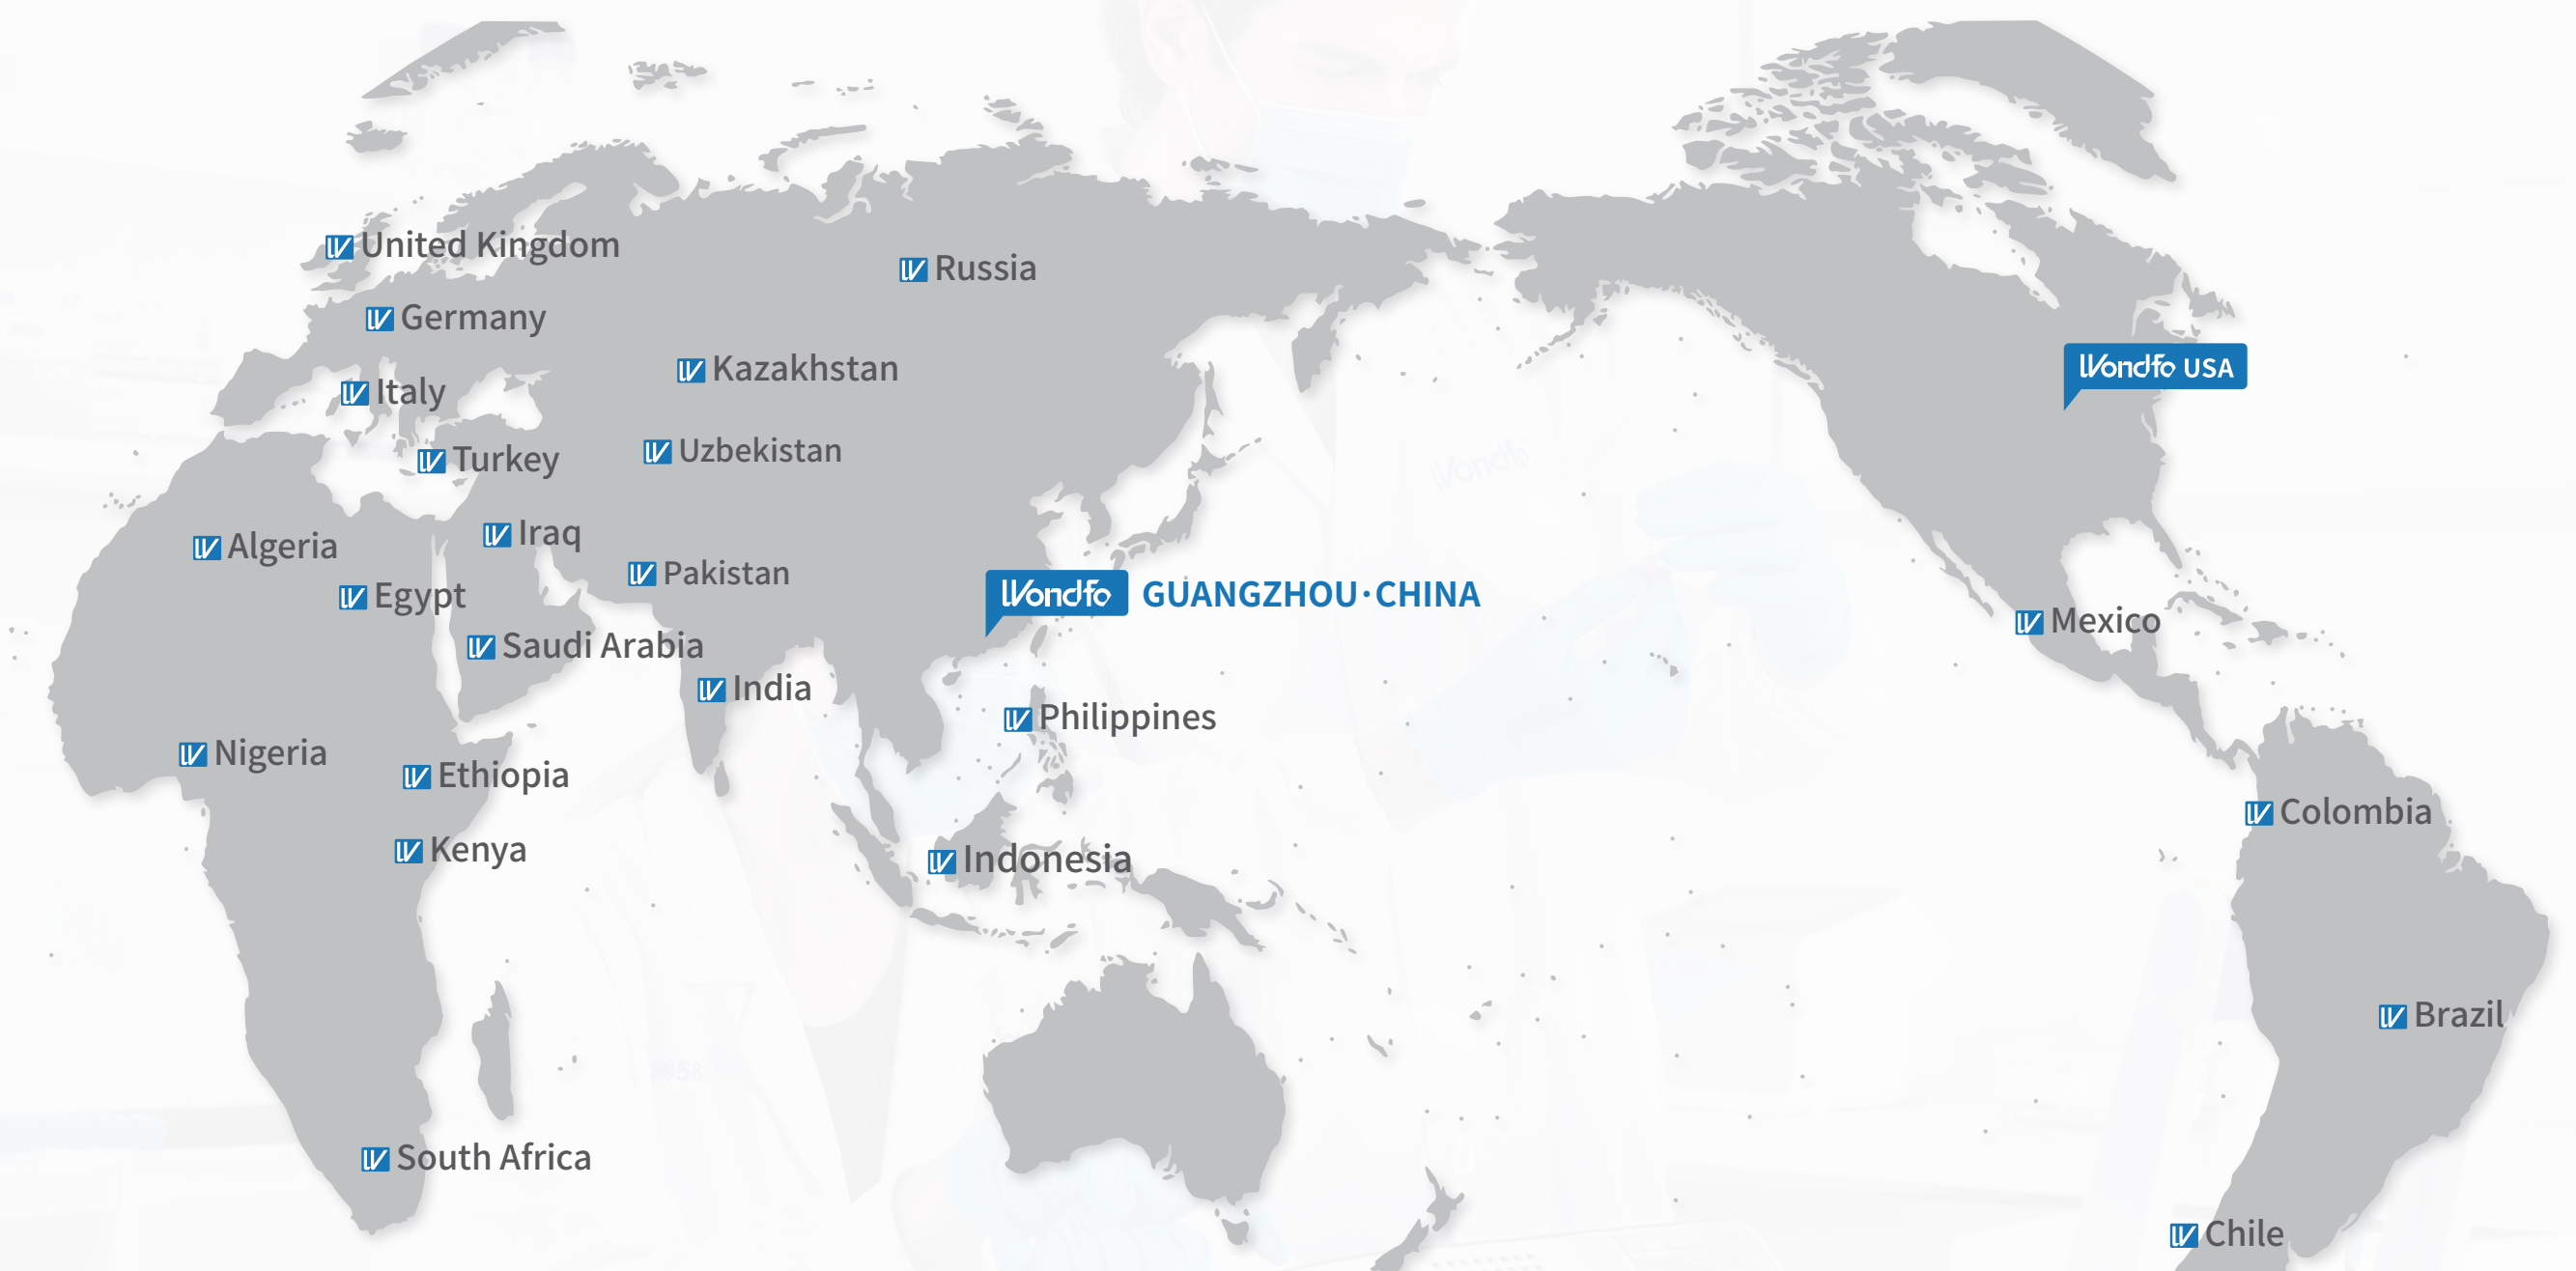 United Kingdom
Russia
Germany
Kazakhstan
Wondfo USA
Italy
Uzbekistan
Turkey
Wondfo
Iraq
Algeria
Pakistan
Egypt
Wondfo GUANGZHOU·CHINA
Mexico
Saudi Arabia
India
Philippines
Nigeria
Ethiopia
Colombia
Kenya
Indonesia
Brazil
South Africa
Chile